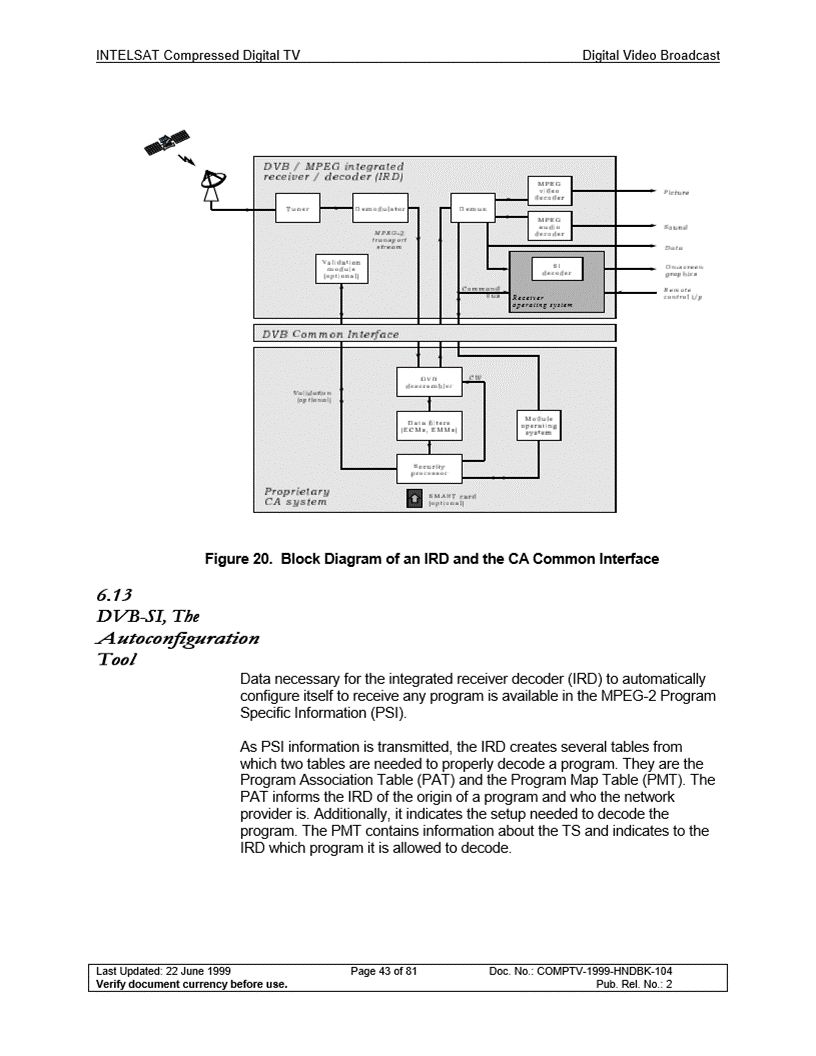 INTELSAT Compressed Digital TV Digital Video Broadcast
DVB / MPEG integrated
receiver / decoder (IRD)
Tuner
Demodulator
Demux
MPEG
video
decoder
Picture
MPEG
audio
decoder
Sound
MPEG-2
transport
stream
Data
Validation
module
(optional)
SI
decoder
On-screen
graphics
Command
bus
Receiver
operating system
Remote
control i/p
DVB Common Interface
DVB
descrambler
CW
Validation
(optional)
Data filters
(ECMs, EMMs)
Module
operating
system
Security
processor
Proprietary
CA system
SMART card
(optional)
Figure 20. Block Diagram of an IRD and the CA Common Interface
6.13
DVB-SI, The
Autoconfiguration
Tool
Data necessary for the integrated receiver decoder (IRD) to automatically
configure itself to receive any program is available in the MPEG-2 Program
Specific Information (PSI).
As PSI information is transmitted, the IRD creates several tables from
which two tables are needed to properly decode a program. They are the
Program Association Table (PAT) and the Program Map Table (PMT). The
PAT informs the IRD of the origin of a program and who the network
provider is. Additionally, it indicates the setup needed to decode the
program. The PMT contains information about the TS and indicates to the
IRD which program it is allowed to decode.
Last Updated: 22 June 1999 Page 43 of 81 Doc. No.: COMPTV-1999-HNDBK-104
Verify document currency before use. Pub. Rel. No.: 2